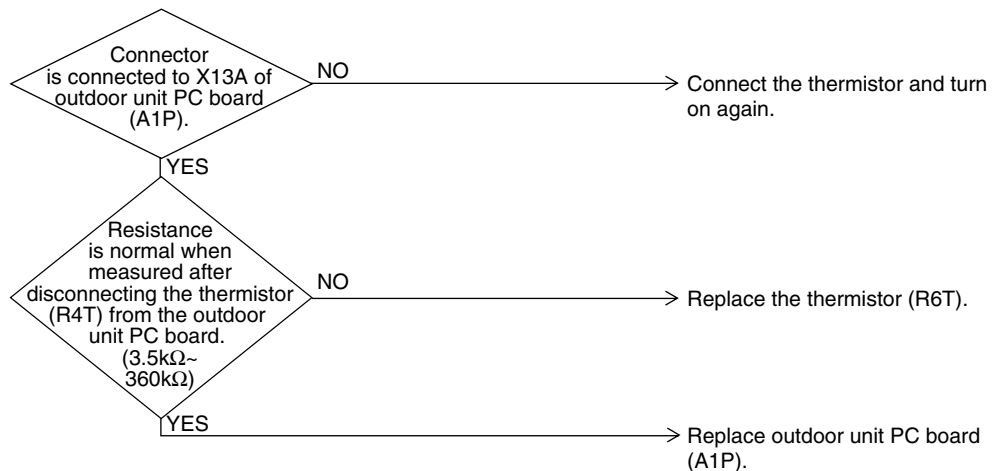 Connector
is connected to X13A of
outdoor unit PC board
(A1P).
NO
Connect the thermistor and turn
on again.
YES
Resistance
is normal when
measured after
disconnecting the thermistor
(R4T) from the outdoor
unit PC board.
(3.5kΩ~
360kΩ)
NO
Replace the thermistor (R6T).
YES
Replace outdoor unit PC board
(A1P).